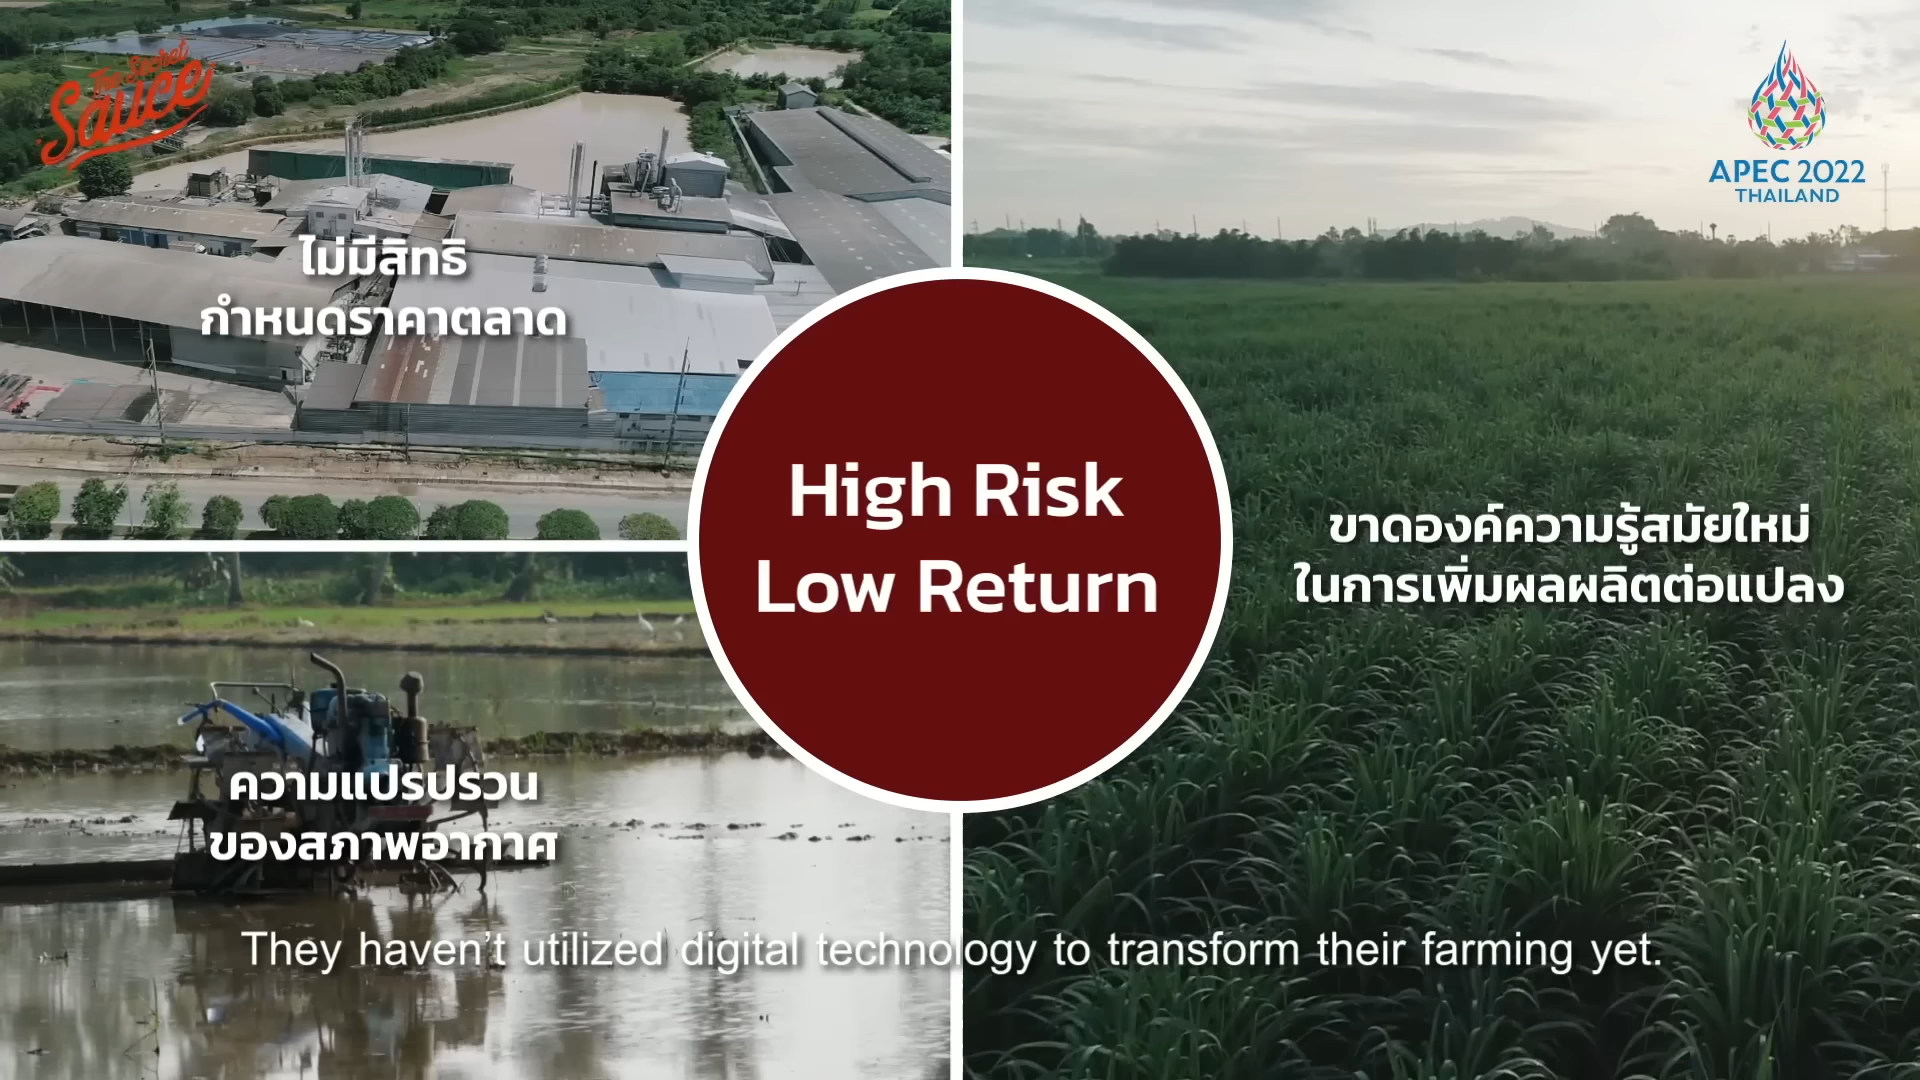 The Secret
Sauce
APEC 2022
THAILAND
ไม่มีสิทธิ
กำหนดราคาตลาด
High Risk
Low Return
ขาดองค์ความรู้สมัยใหม่
ในการเพิ่มผลผลิตต่อแปลง
ความแปรปรวน
ของสภาพอากาศ
They haven't utilized digital technology to transform their farming yet.